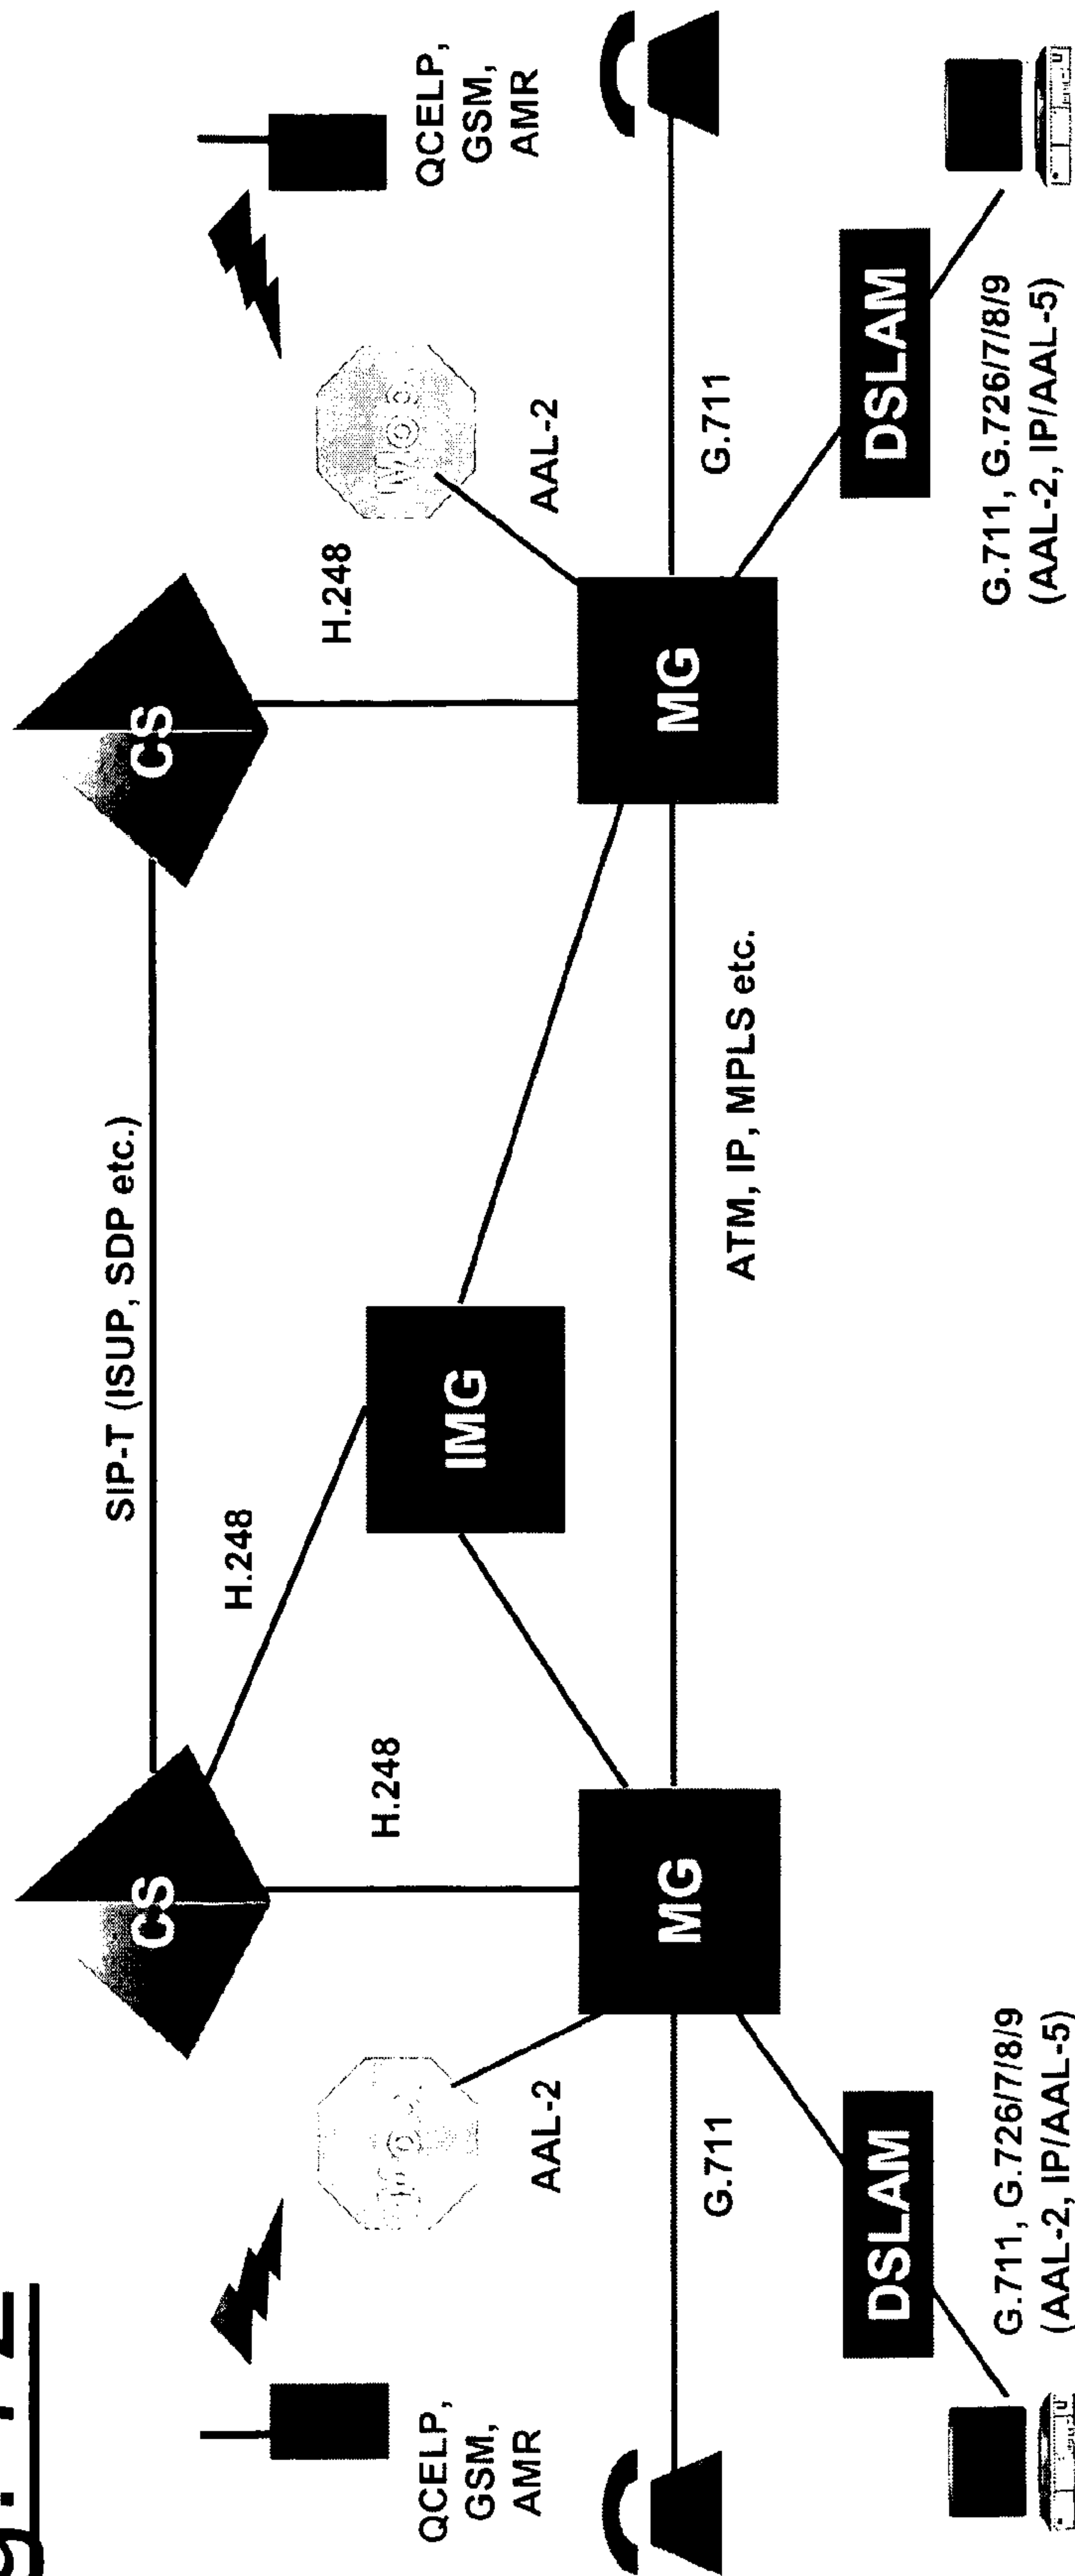 CS
SIP-T (ISUP, SDP etc.)
CS
H.248
H.248
H.248
QCELP,
GSM,
AMR
QCELP,
GSM,
AMR
AAL-2
IMG
AAL-2
G.711
MG
MG
G.711
ATM, IP, MPLS etc.
DSLAM
DSLAM
G.711, G.726/7/8/9
(AAL-2, IP/AAL-5)
G.711, G.726/7/8/9
(AAL-2, IP/AAL-5)